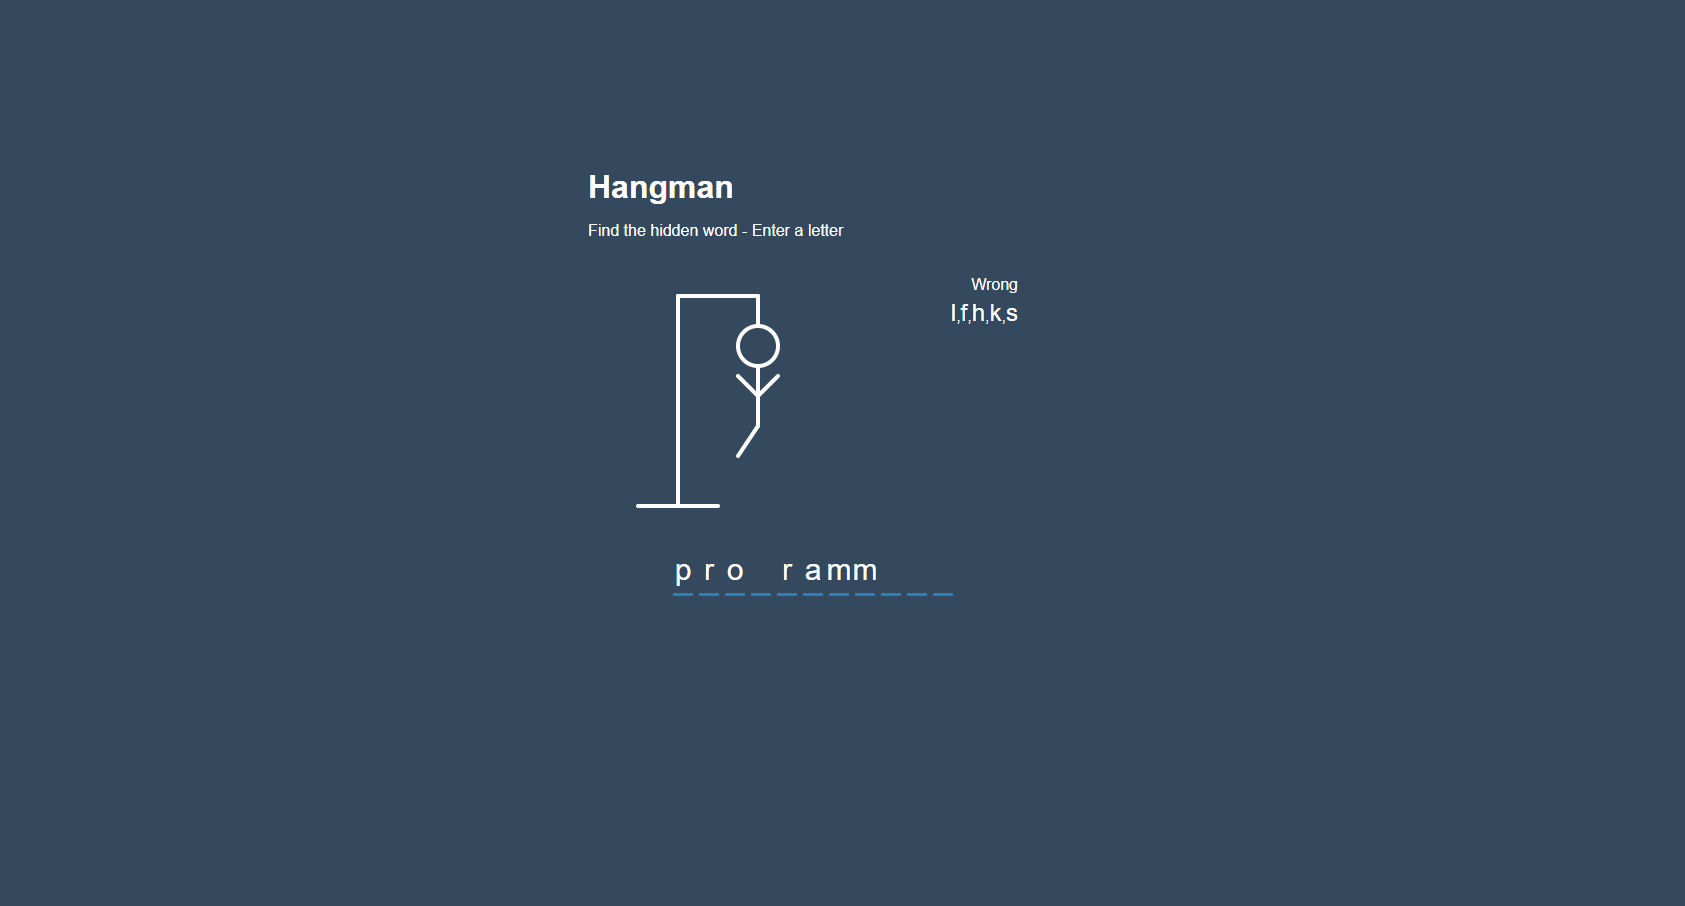 Hangman
Find the hidden word - Enter a letter
Wrong
l,f,h,k,s
p r o _ r a m m _ _ _